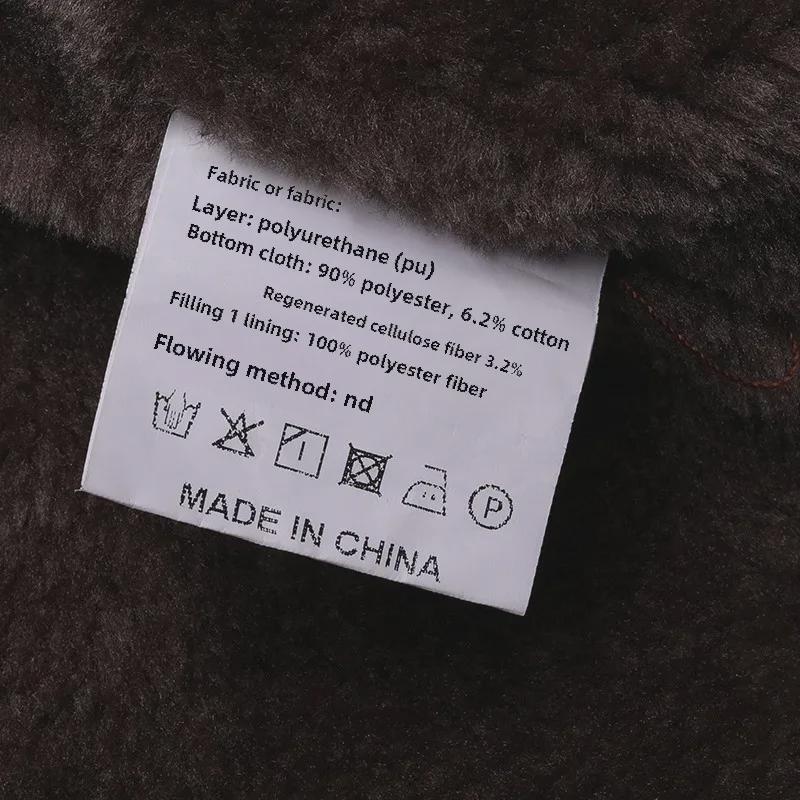 Fabric or fabric:
Layer: polyurethane (pu)
Bottom cloth: 90% polyester, 6.2% cotton
Regenerated cellulose fiber 3.2%
Filling 1 lining: 100% polyester fiber
Flowing method: nd
P
MADE IN CHINA